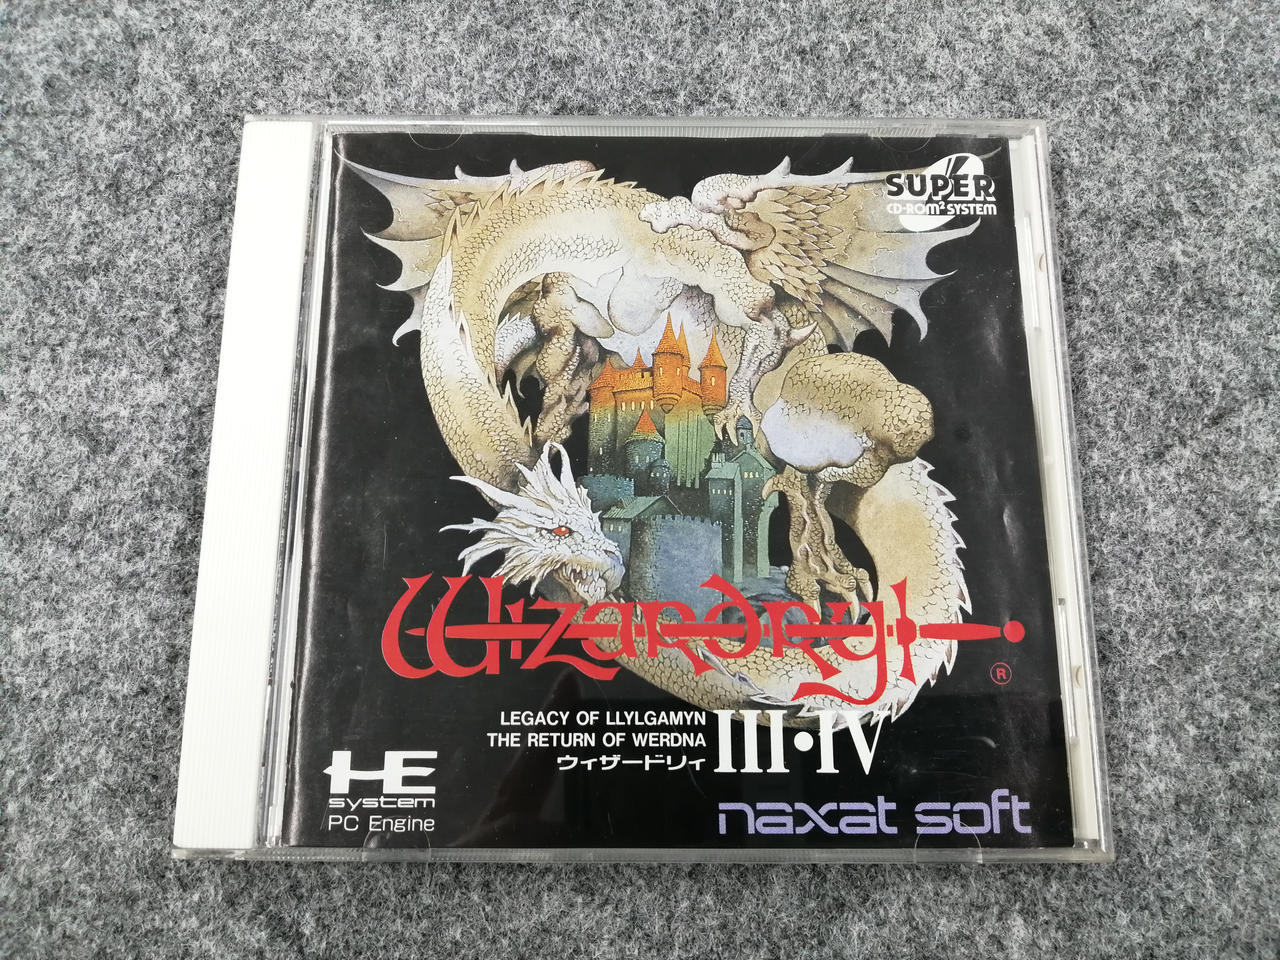 SUPER
CD-ROM² SYSTEM
Wizardry
®
LEGACY OF LLYLGAMYN
THE RETURN OF WERDNA
ウィザードリィ
III•IV
HE
system
PC Engine
naxat soft